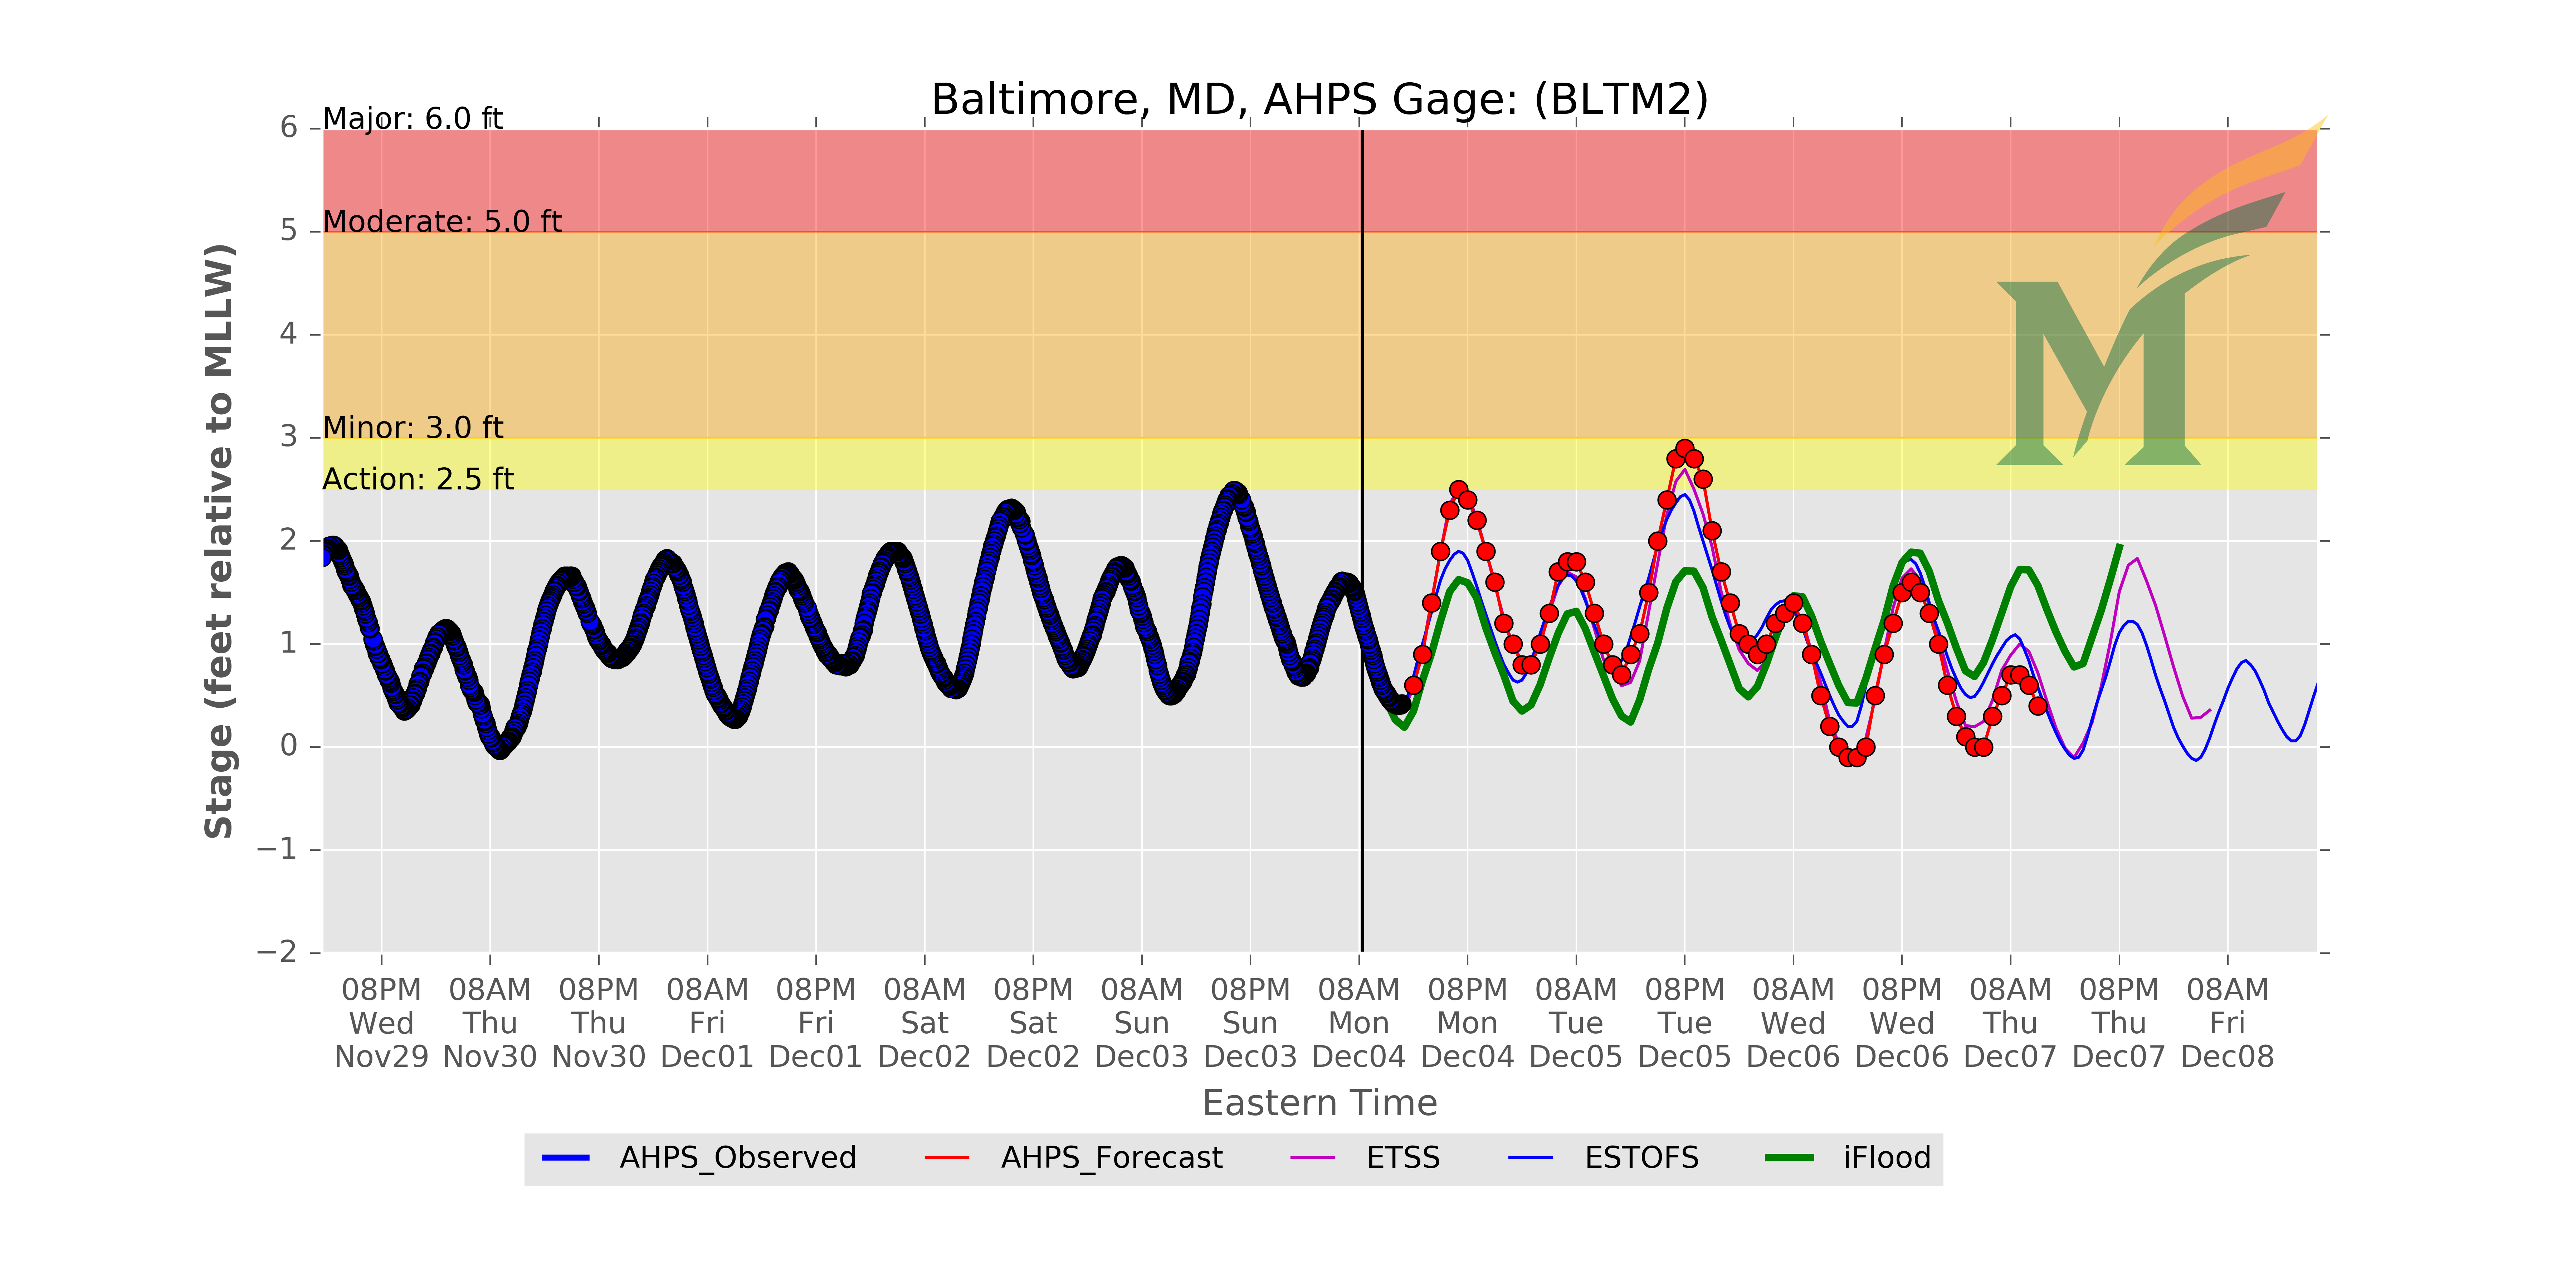 Baltimore, MD, AHPS Gage: (BLTM2)
Major: 6.0 ft
Moderate: 5.0 ft
Minor: 3.0 ft
Action: 2.5 ft
Stage (feet relative to MLLW)
6
5
4
3
2
1
0
−1
−2
08PM Wed Nov29
08AM Thu Nov30
08PM Thu Nov30
08AM Fri Dec01
08PM Fri Dec01
08AM Sat Dec02
08PM Sat Dec02
08AM Sun Dec03
08PM Sun Dec03
08AM Mon Dec04
08PM Mon Dec04
08AM Tue Dec05
08PM Tue Dec05
08AM Wed Dec06
08PM Wed Dec06
08AM Thu Dec07
08PM Thu Dec07
08AM Fri Dec08
Eastern Time
AHPS_Observed AHPS_Forecast ETSS ESTOFS iFlood
M